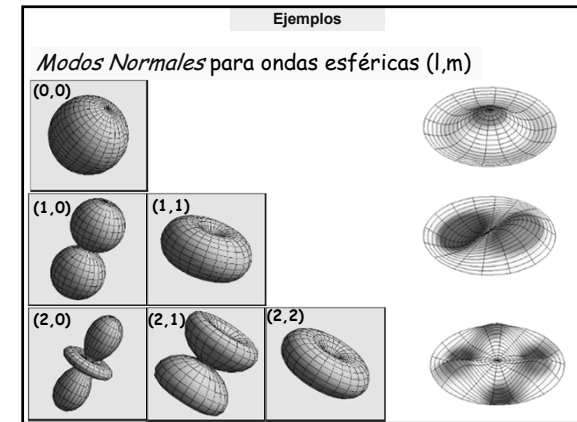 Ejemplos
Modos Normales para ondas esféricas (l,m)
(0,0)
(1,0) (1,1)
(2,0) (2,1) (2,2)